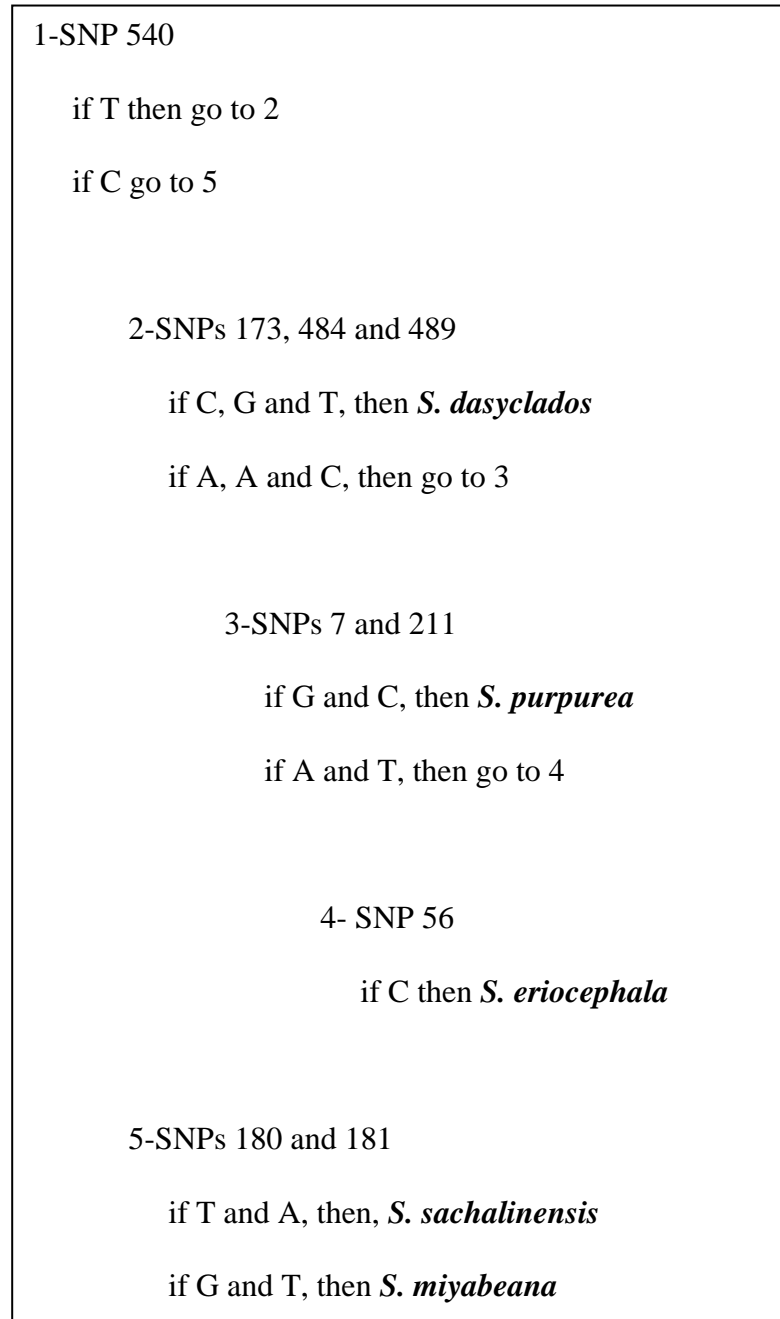 1-SNP 540
if T then go to 2
if C go to 5
2-SNPs 173, 484 and 489
if C, G and T, then S. dasyclados
if A, A and C, then go to 3
3-SNPs 7 and 211
if G and C, then S. purpurea
if A and T, then go to 4
4- SNP 56
if C then S. eriocephala
5-SNPs 180 and 181
if T and A, then, S. sachalinensis
if G and T, then S. miyabeana